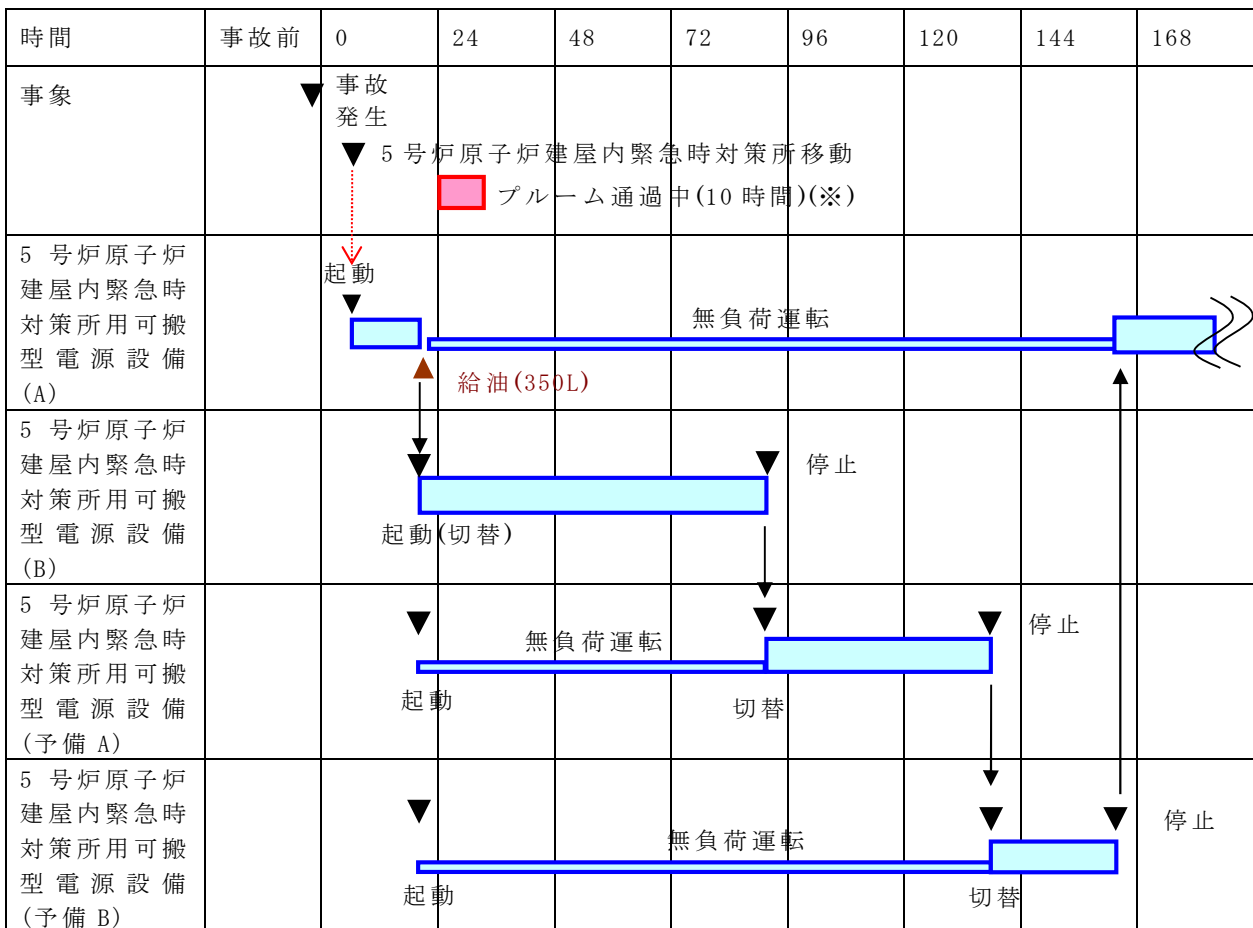 時間 事故前 0 24 48 72 96 120 144 168
事象
事故
発生
5号炉原子炉建屋内緊急時対策所移動
プルーム通過中(10 時間)(※)
5 号炉原子炉
建屋内緊急時
対策所用可搬
型電源設備
(A)
起動
無負荷運転
給油(350L)
5 号炉原子炉
建屋内緊急時
対策所用可搬
型電源設備
(B)
停止
起動(切替)
5 号炉原子炉
建屋内緊急時
対策所用可搬
型電源設備
(予備 A)
無負荷運転
停止
起動
切替
5 号炉原子炉
建屋内緊急時
対策所用可搬
型電源設備
(予備 B)
無負荷運転
停止
起動
切替